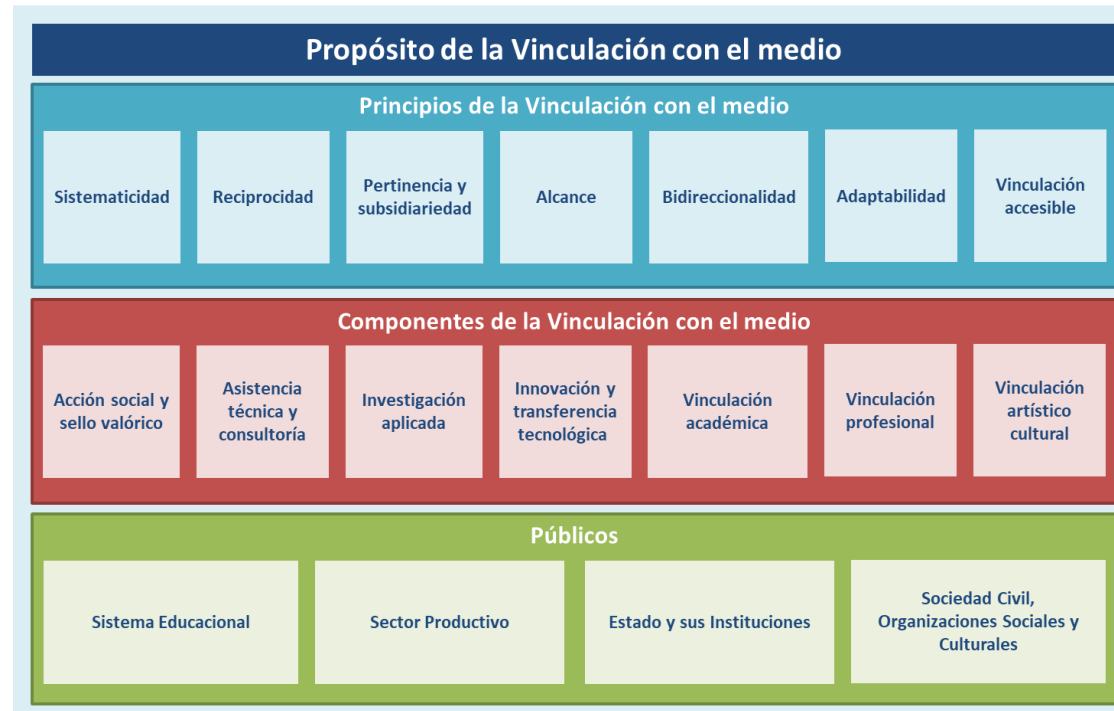 Propósito de la Vinculación con el medio
Principios de la Vinculación con el medio
Sistematicidad
Reciprocidad
Pertinencia y
subsidiariedad
Alcance
Bidireccionalidad
Adaptabilidad
Vinculación
accesible
Componentes de la Vinculación con el medio
Acción social y
sello valórico
Asistencia
técnica y
consultoría
Investigación
aplicada
Innovación y
transferencia
tecnológica
Vinculación
académica
Vinculación
profesional
Vinculación
artístico
cultural
Públicos
Sistema Educacional
Sector Productivo
Estado y sus Instituciones
Sociedad Civil,
Organizaciones Sociales y
Culturales